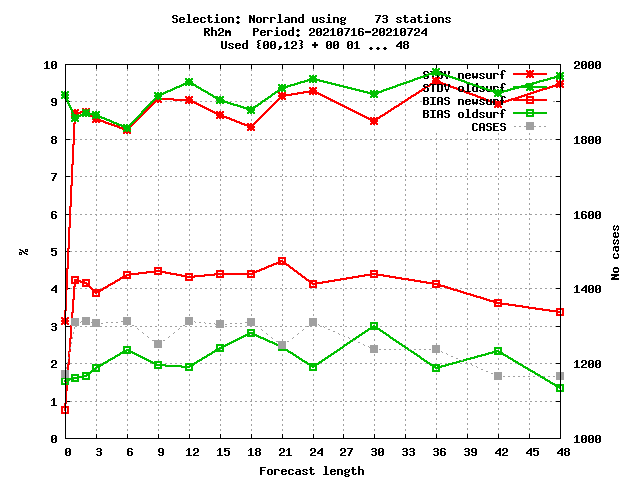 Selection: Norrland using    73 stations
Rh2m   Period: 20210716-20210724
Used {00,12} + 00 01 ... 48
10
9
8
7
6
5
4
3
2
1
0
%
2000
1800
1600
1400
1200
1000
No cases
STDV newsurf
STDV oldsurf
BIAS newsurf
BIAS oldsurf
CASES
0 3 6 9 12 15 18 21 24 27 30 33 36 39 42 45 48
Forecast length